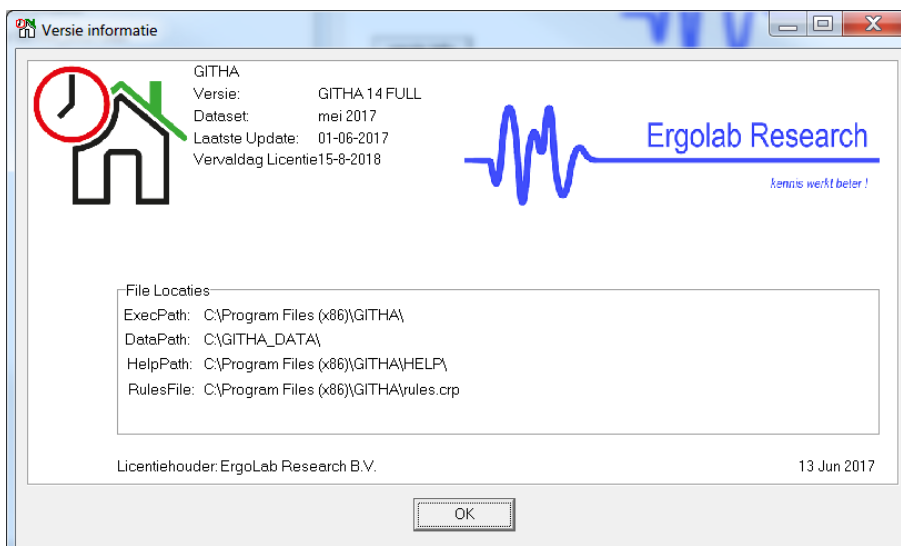 Versie informatie
GITHA
Versie: GITHA 14 FULL
Dataset: mei 2017
Laatste Update: 01-06-2017
Vervaldag Licentie15-8-2018
Ergolab Research
kennis werkt beter !
File Locaties
ExecPath: C:\Program Files (x86)\GITHA\
DataPath: C:\GITHA_DATA\
HelpPath: C:\Program Files (x86)\GITHA\HELP\
RulesFile: C:\Program Files (x86)\GITHA\rules.crp
Licentiehouder: ErgoLab Research B.V.
13 Jun 2017
OK